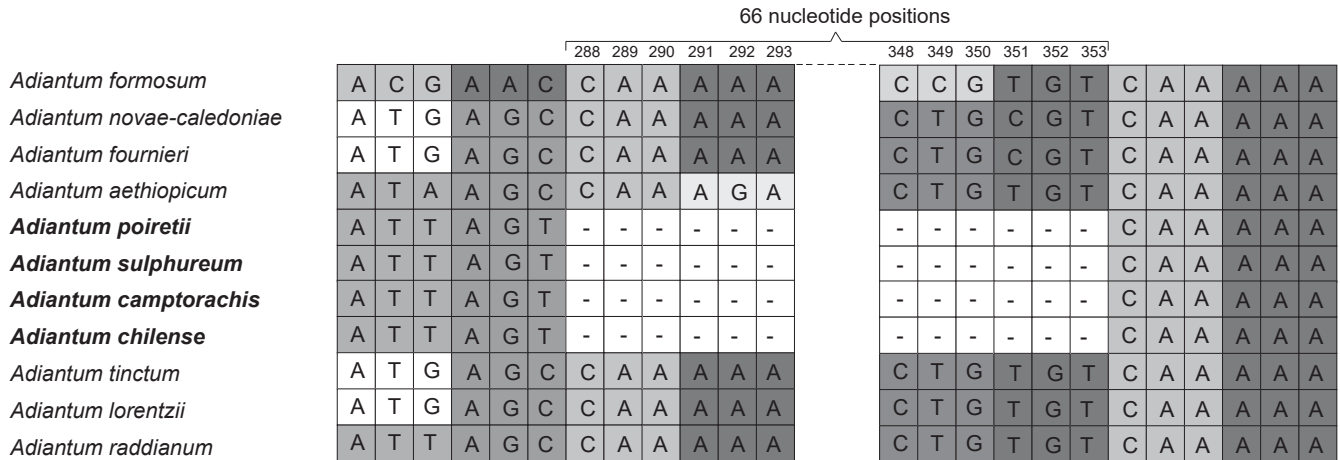 66 nucleotide positions
288 289 290 291 292 293 348 349 350 351 352 353
Adiantum formosum A C G A A C C A A A A A C C G T G T C A A A A A
Adiantum novae-caledoniae A T G A G C C A A A A A C T G C G T C A A A A A
Adiantum fournieri A T G A G C C A A A A A C T G C G T C A A A A A
Adiantum aethiopicum A T A A G C C A A A G A C T G T G T C A A A A A
Adiantum poiretii A T T A G T - - - - - - - - - - - - C A A A A A
Adiantum sulphureum A T T A G T - - - - - - - - - - - - C A A A A A
Adiantum camptorachis A T T A G T - - - - - - - - - - - - C A A A A A
Adiantum chilense A T T A G T - - - - - - - - - - - - C A A A A A
Adiantum tinctum A T G A G C C A A A A A C T G T G T C A A A A A
Adiantum lorentzii A T G A G C C A A A A A C T G T G T C A A A A A
Adiantum raddianum A T T A G C C A A A A A C T G T G T C A A A A A